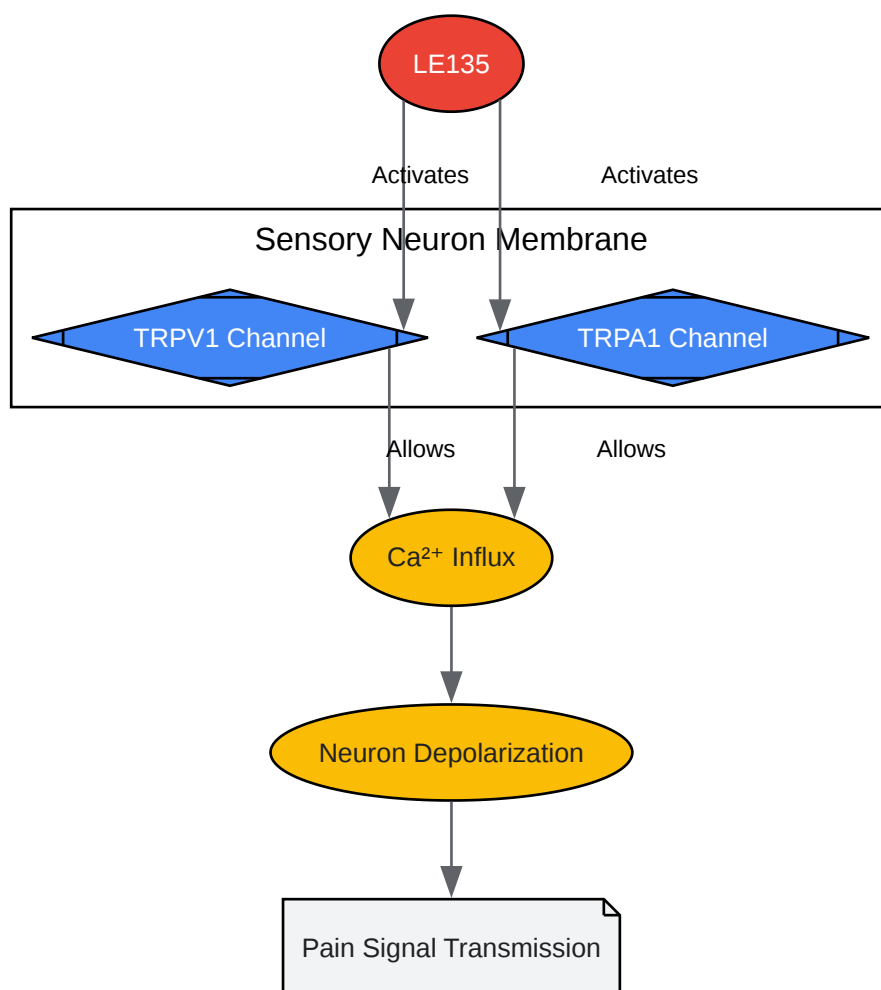 LE135
Activates Activates
Sensory Neuron Membrane
TRPV1 Channel TRPA1 Channel
Allows Allows
Ca²⁺ Influx
Neuron Depolarization
Pain Signal Transmission